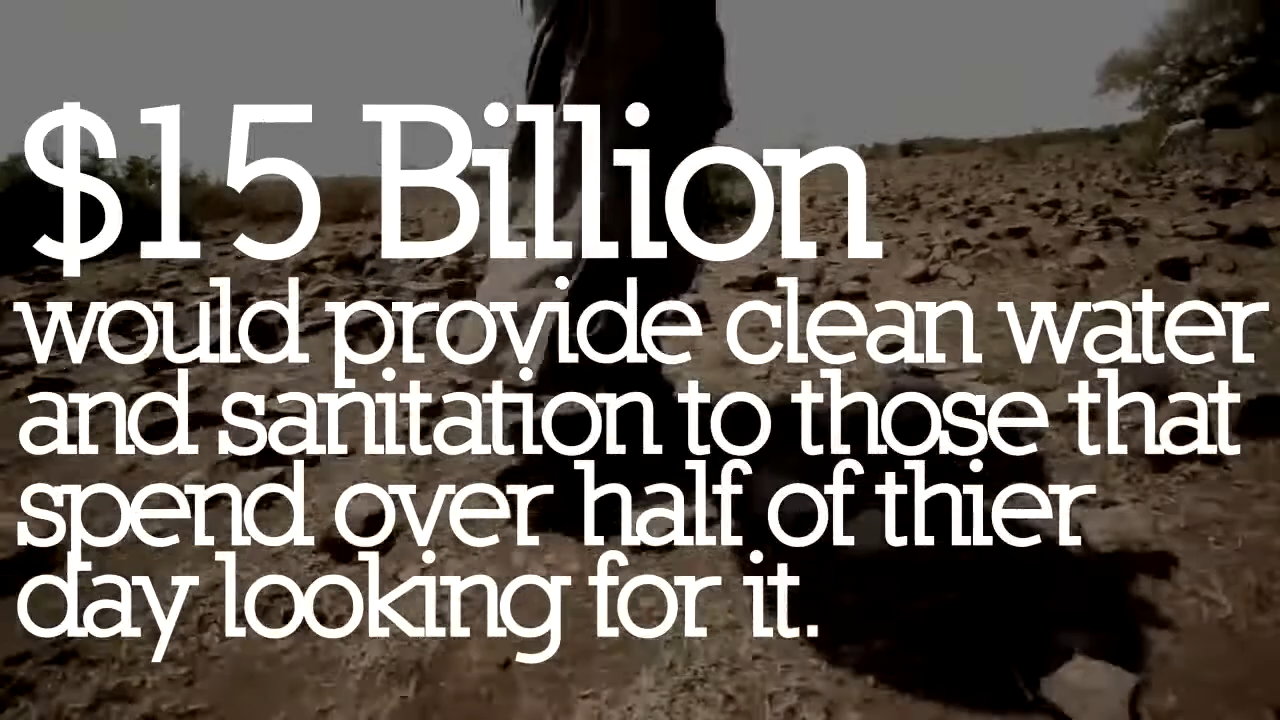 $15 Billion
would provide clean water
and sanitation to those that
spend over half of thier
day looking for it.